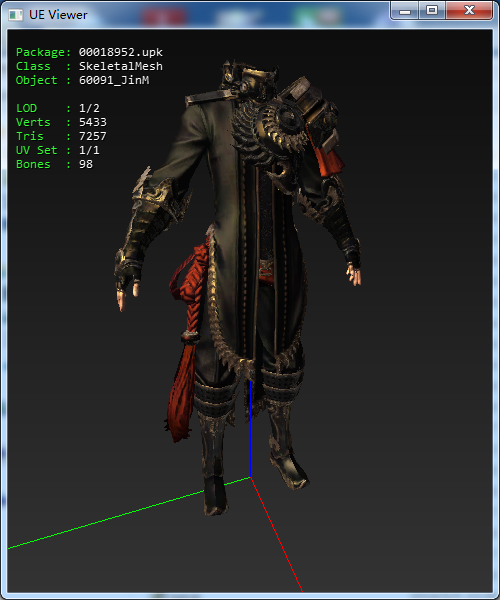 UE Viewer
Package: 00018952.upk
Class : SkeletalMesh
Object : 60091_JinM
LOD : 1/2
Verts : 5433
Tris : 7257
UV Set : 1/1
Bones : 98